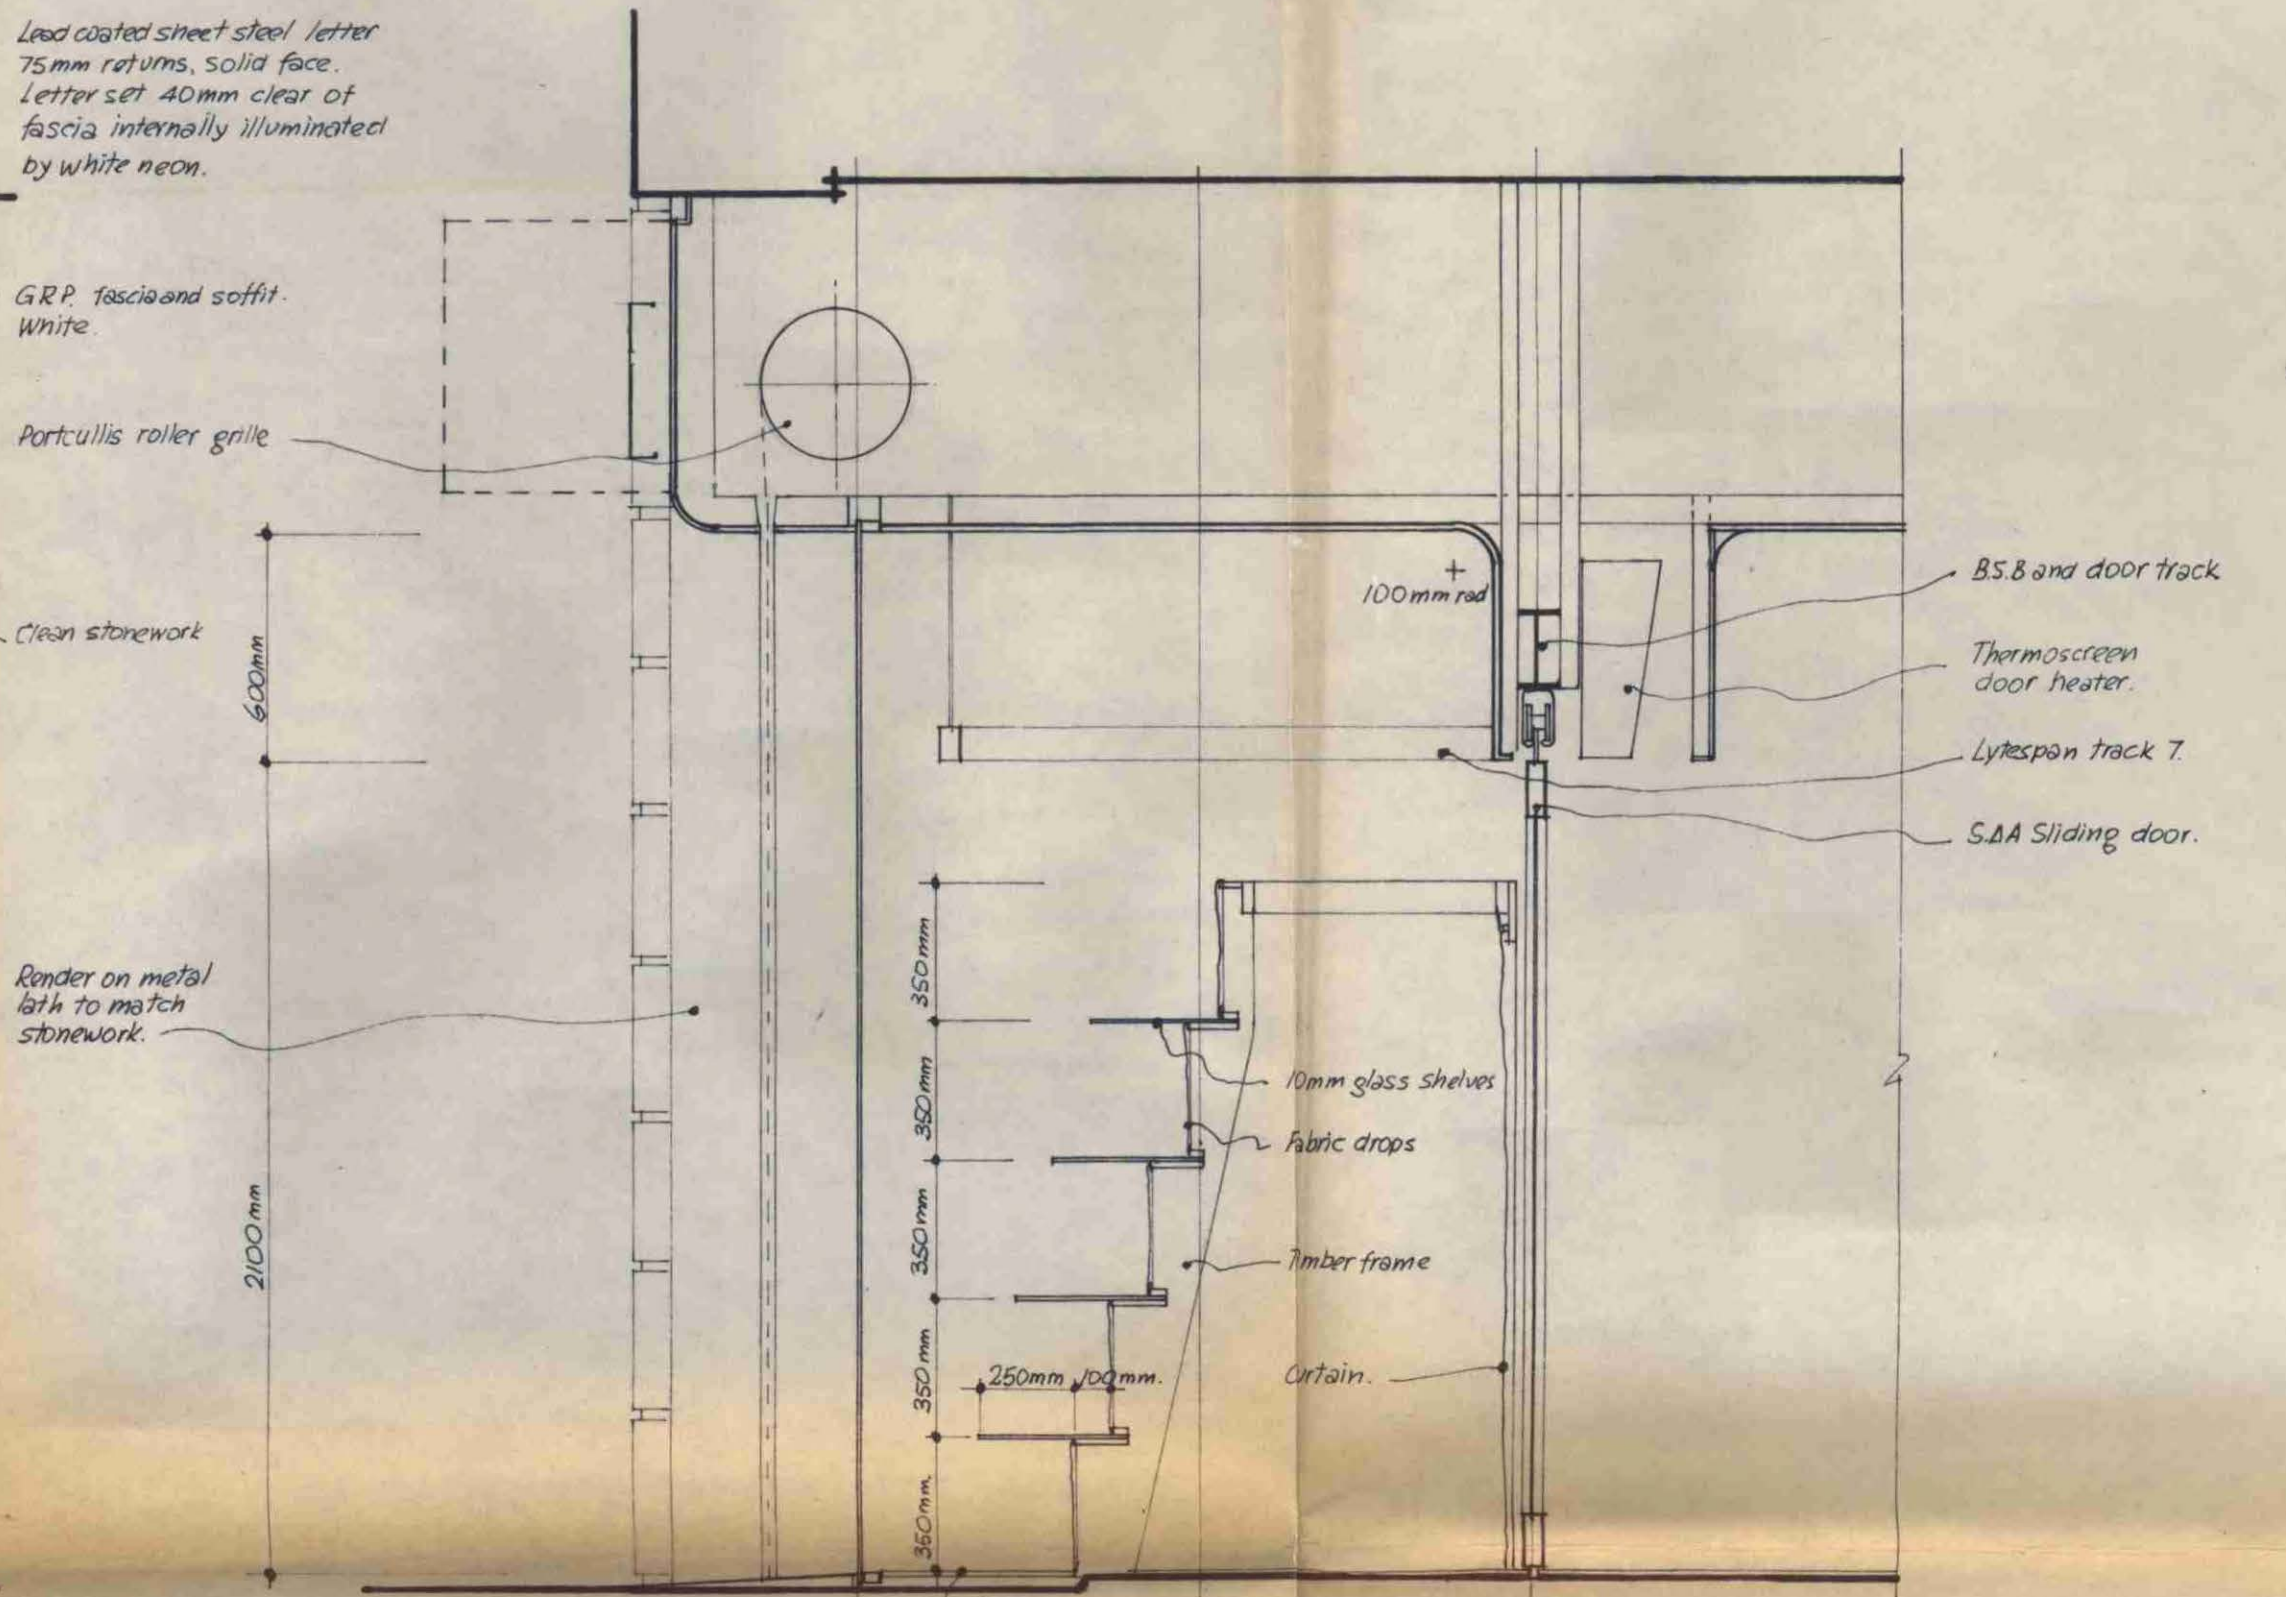 Lead coated sheet steel letter
75mm returns, solid face.
Letter set 40mm clear of
fascia internally illuminated
by white neon.
G.R.P. fascia and soffit.
White.
Portcullis roller grille
Clean stonework
600mm
Render on metal
lath to match
stonework.
2100mm
100mm rad
B.S.B and door track
Thermoscreen
door heater.
Lytespan track 7.
S.AA Sliding door.
350mm
350mm
350mm
350mm
350mm
10mm glass shelves
Fabric drops
Timber frame
250mm 100mm.
Curtain.